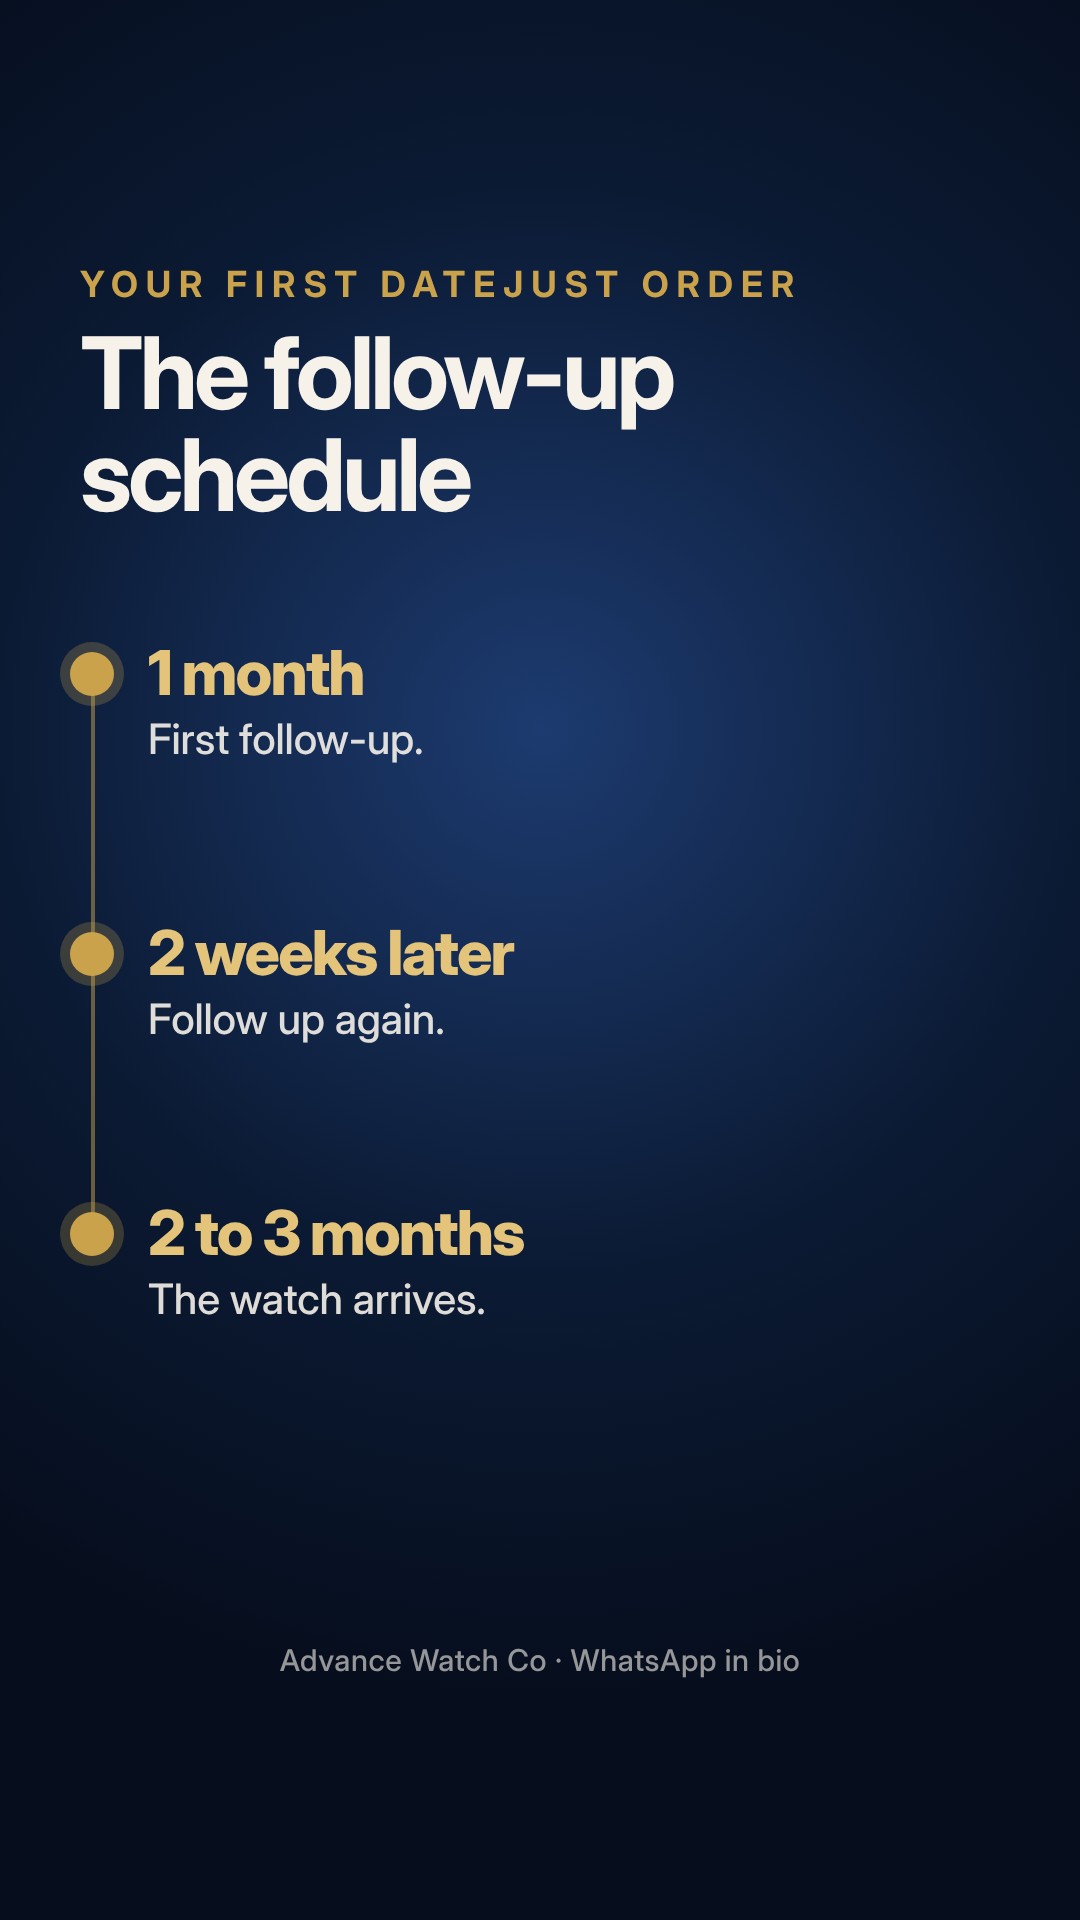 YOUR FIRST DATEJUST ORDER
The follow-up
schedule
1 month
First follow-up.
2 weeks later
Follow up again.
2 to 3 months
The watch arrives.
Advance Watch Co · WhatsApp in bio